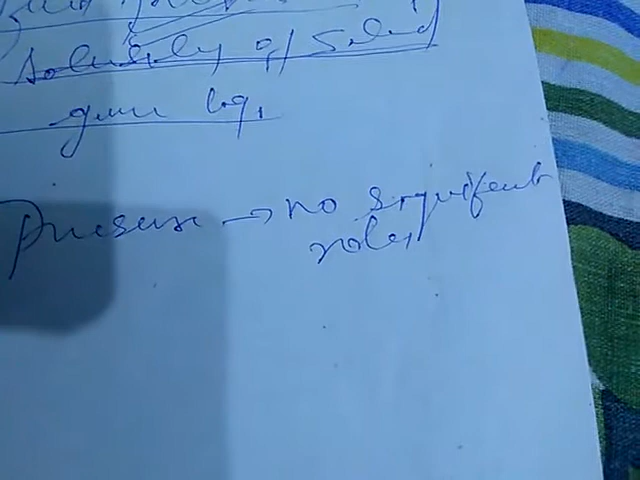 Solubility of Solid
given liq,
Pressure → no significant
role,